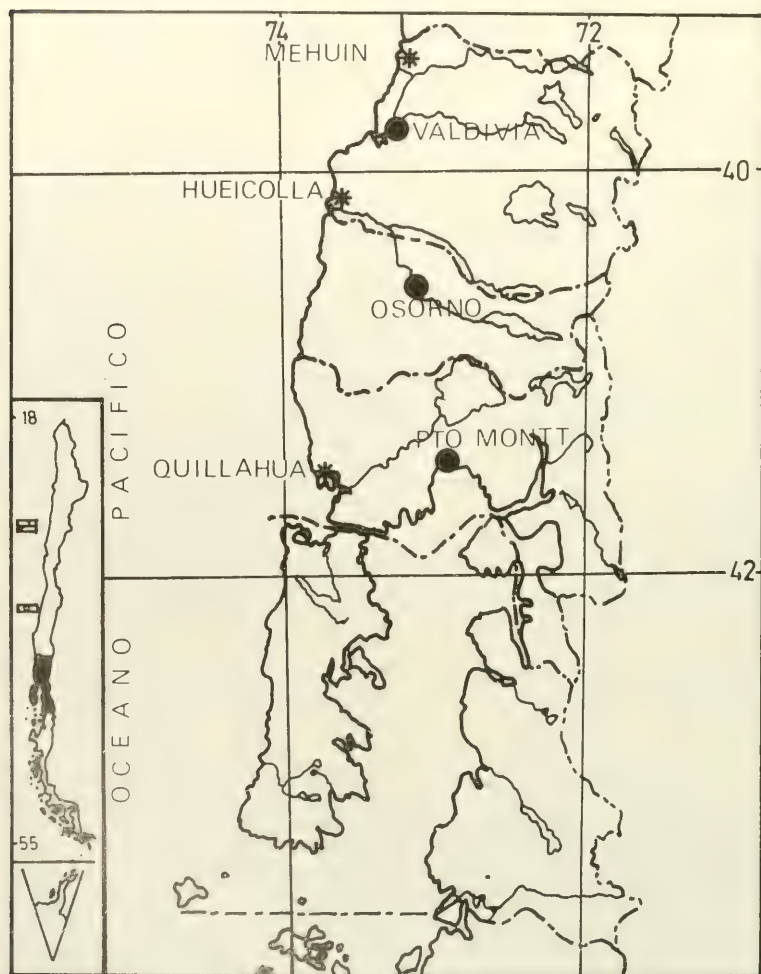 74
72
MEHUIN
VALDIVIA
40
HUEICOLLA
OSORNO
PACIFICO
18
PTO MONTT
QUILLAHUA
42
OCEANO
55